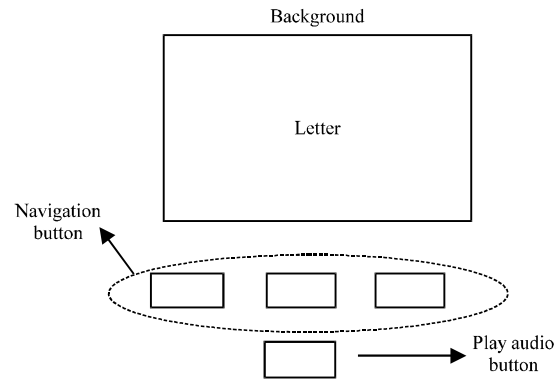 Background
Letter
Navigation
button
Play audio
button